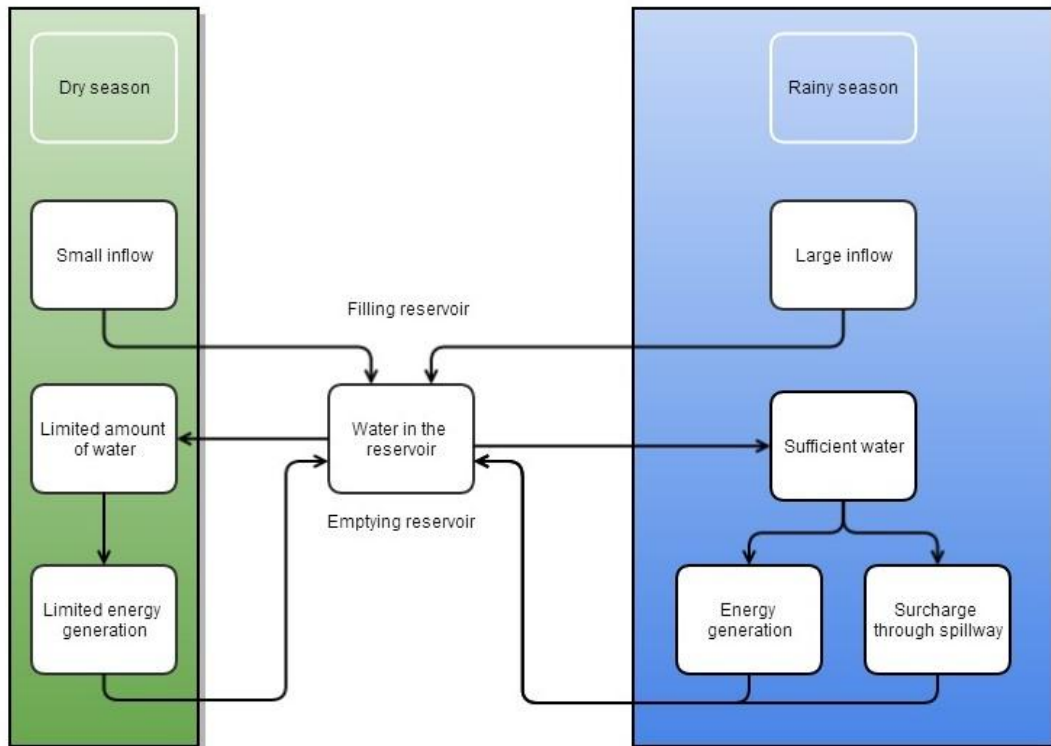 Dry season
Rainy season
Small inflow
Large inflow
Filling reservoir
Limited amount
of water
Water in the
reservoir
Sufficient water
Emptying reservoir
Limited energy
generation
Energy
generation
Surcharge
through spillway